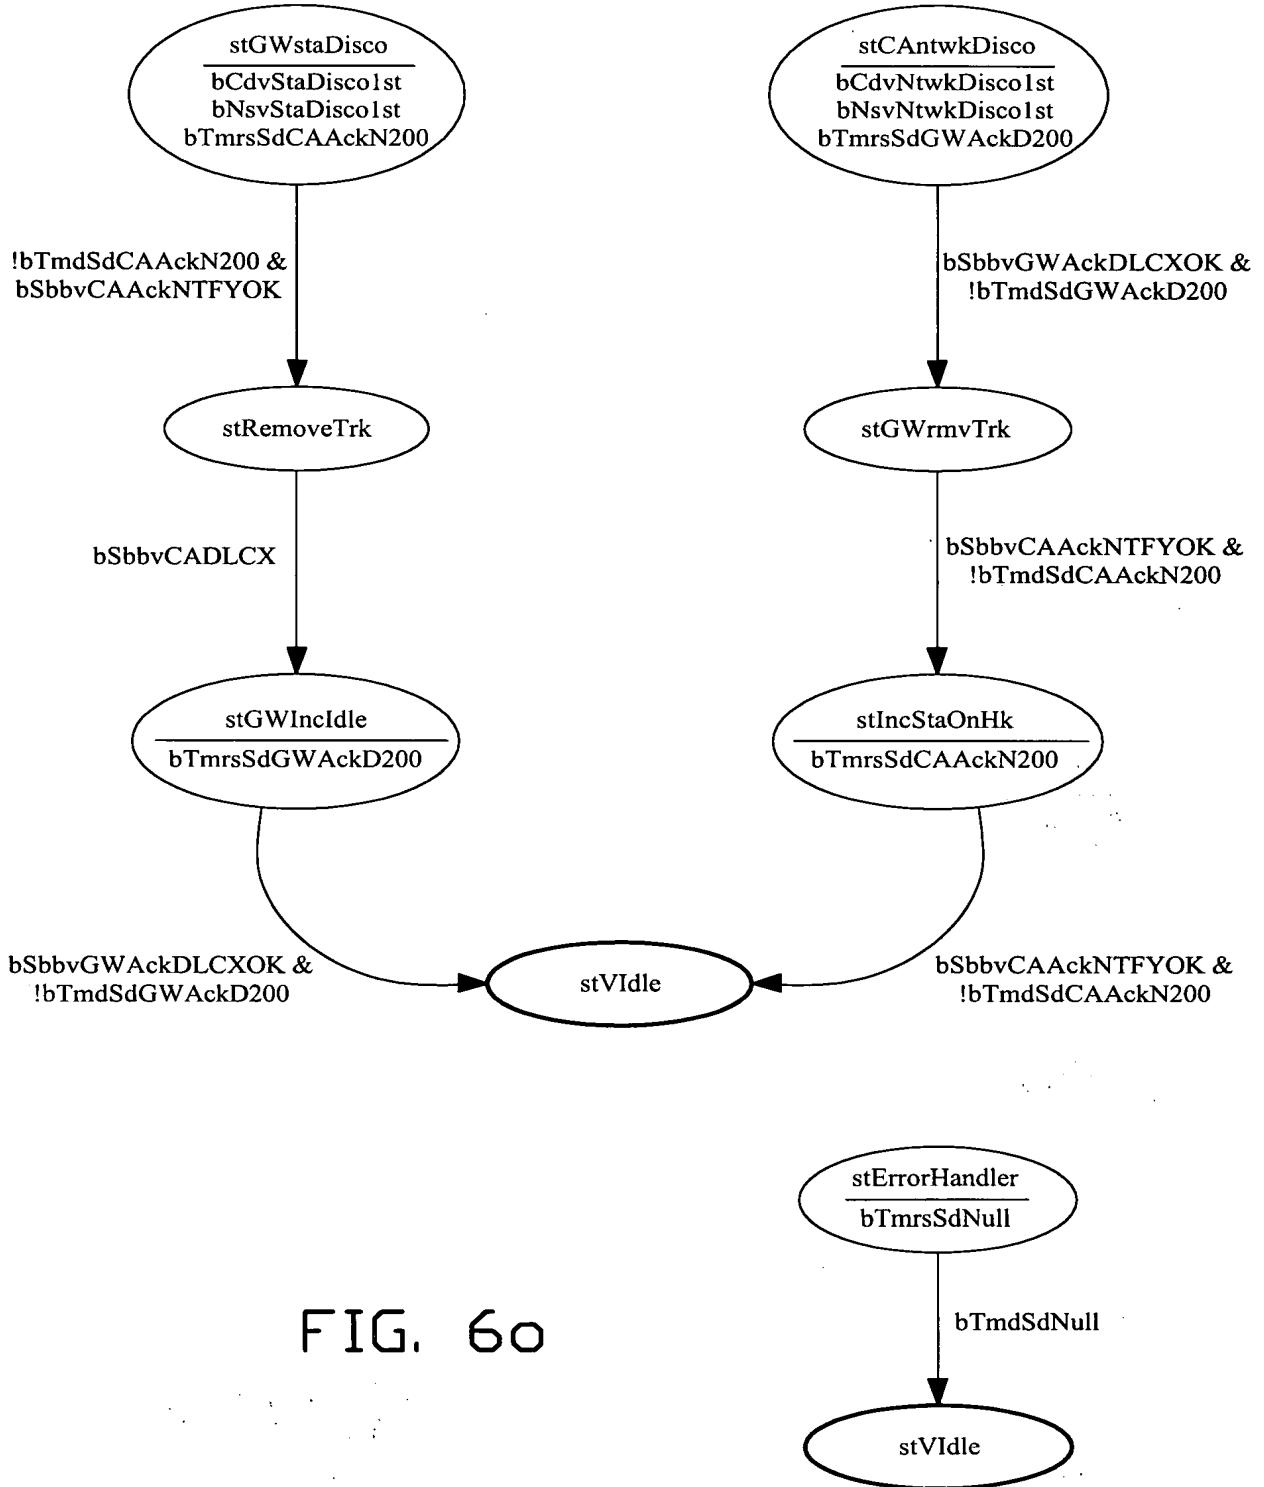 stGWstaDisco
bCdvStaDisco1st
bNsvStaDisco1st
bTmrsSdCAAckN200
stCAntwkDisco
bCdvNtwkDisco1st
bNsvNtwkDisco1st
bTmrsSdGWAckD200
!bTmdSdCAAckN200 &
bSbbvCAAckNTFYOK
bSbbvGWAckDLCXOK &
!bTmdSdGWAckD200
stRemoveTrk
stGWrmvTrk
bSbbvCADLCX
bSbbvCAAckNTFYOK &
!bTmdSdCAAckN200
stGWIncIdle
bTmrsSdGWAckD200
stIncStaOnHk
bTmrsSdCAAckN200
bSbbvGWAckDLCXOK &
!bTmdSdGWAckD200
stVIdle
bSbbvCAAckNTFYOK &
!bTmdSdCAAckN200
stErrorHandler
bTmrsSdNull
bTmdSdNull
FIG. 6o
stVIdle